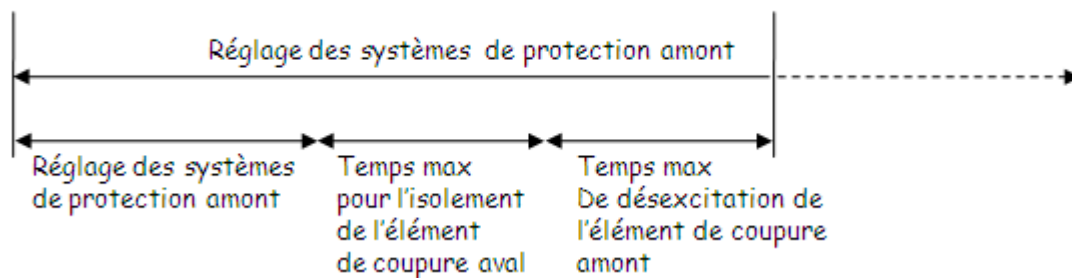 Réglage des systèmes de protection amont
Réglage des systèmes
de protection amont
Temps max
pour l'isolement
de l'élément
de coupure aval
Temps max
De désexcitation de
l'élément de coupure
amont